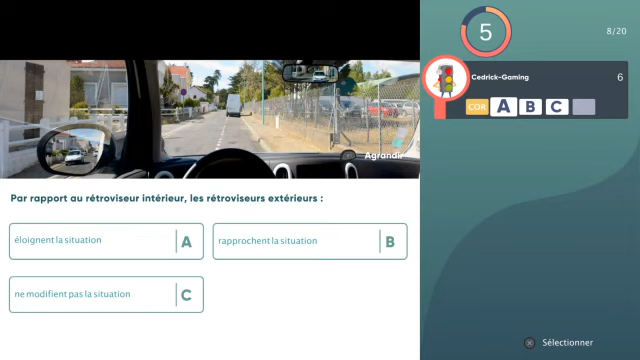 5
8/20
Cedrick-Gaming 6
COR A B C
Agrandir
Par rapport au rétroviseur intérieur, les rétroviseurs extérieurs :
éloignent la situation A
rapprochent la situation B
ne modifient pas la situation C
Sélectionner